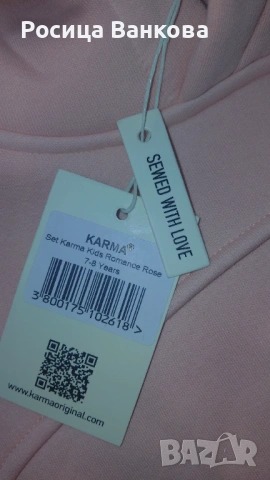 Росица Ванкова
SEWED WITH LOVE
KARMA®
Set Karma Kids Romance Rose
7-8 Years
3 800175 102618 >
www.karmaoriginal.com
BAZAR